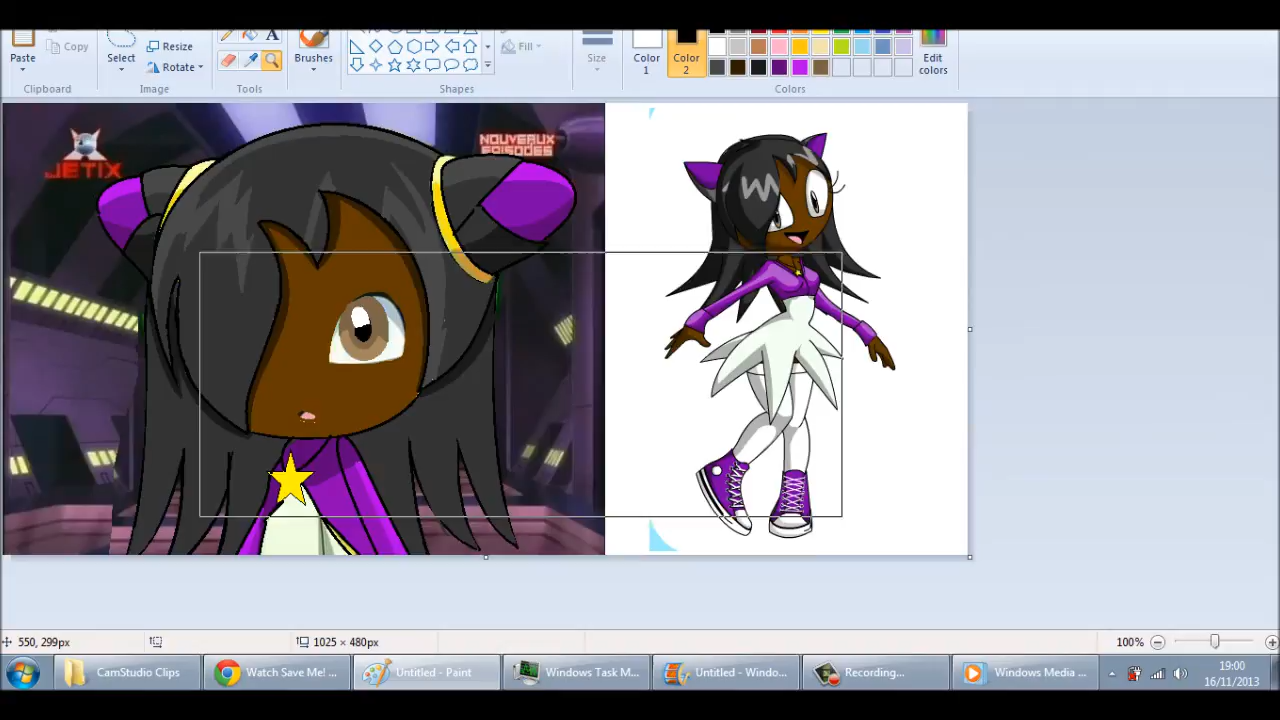 Copy
Paste
Select
Resize
Rotate
A
Brushes
Fill
Size
Color
1
Color
2
Edit
colors
Clipboard
Image
Tools
Shapes
Colors
JETIX
NOUVEAUX
EPISODES
550, 299px
1025 × 480px
100%
CamStudio Clips
Watch Save Me! ...
Untitled - Paint
Windows Task M...
Untitled - Windo...
Recording...
Windows Media ...
19:00
16/11/2013